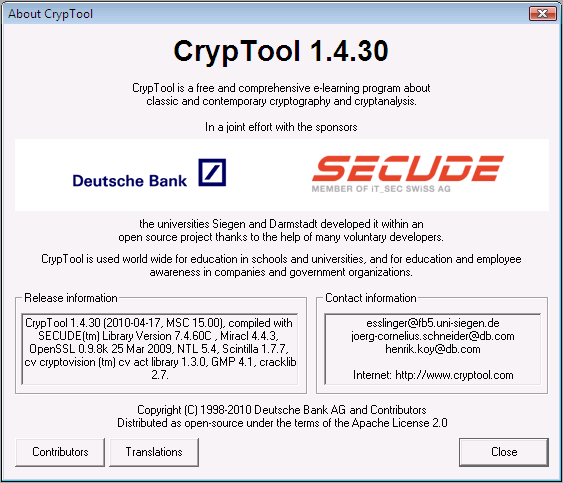 About CrypTool
CrypTool 1.4.30
CrypTool is a free and comprehensive e-learning program about
classic and contemporary cryptography and cryptanalysis.
In a joint effort with the sponsors
Deutsche Bank
SECUDE
MEMBER OF iT_SEC SWiSS AG
the universities Siegen and Darmstadt developed it within an
open source project thanks to the help of many voluntary developers.
CrypTool is used world wide for education in schools and universities, and for education and employee
awareness in companies and government organizations.
Release information
CrypTool 1.4.30 (2010-04-17, MSC 15.00), compiled with
SECUDE(tm) Library Version 7.4.60C , Miracl 4.4.3,
OpenSSL 0.9.8k 25 Mar 2009, NTL 5.4, Scintilla 1.7.7,
cv cryptovision (tm) cv act library 1.3.0, GMP 4.1, cracklib
2.7.
Contact information
esslinger@fb5.uni-siegen.de
joerg-cornelius.schneider@db.com
henrik.koy@db.com
Internet: http://www.cryptool.com
Copyright (C) 1998-2010 Deutsche Bank AG and Contributors
Distributed as open-source under the terms of the Apache License 2.0
Contributors
Translations
Close